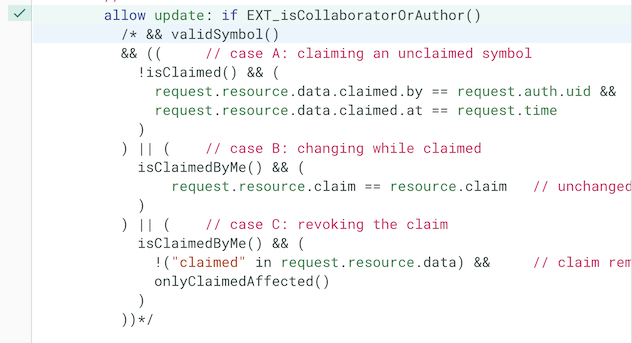 allow update: if EXT_isCollaboratorOrAuthor()
/* && validSymbol()
&& (( // case A: claiming an unclaimed symbol
!isClaimed() && (
request.resource.data.claimed.by == request.auth.uid &&
request.resource.data.claimed.at == request.time
)
) || ( // case B: changing while claimed
isClaimedByMe() && (
request.resource.claim == resource.claim // unchanged
)
) || ( // case C: revoking the claim
isClaimedByMe() && (
!("claimed" in request.resource.data) && // claim rem
onlyClaimedAffected()
)
))*/